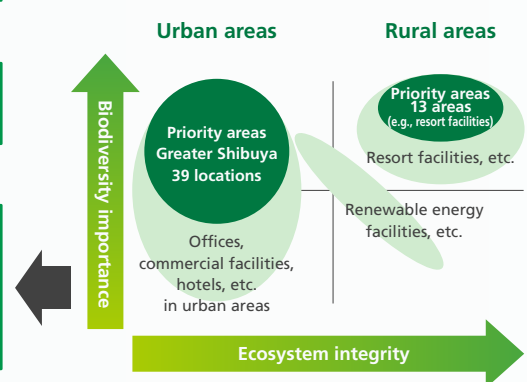 Urban areas
Rural areas
Biodiversity importance
Priority areas
Greater Shibuya
39 locations
Offices,
commercial facilities,
hotels, etc.
in urban areas
Priority areas
13 areas
(e.g., resort facilities)
Resort facilities, etc.
Renewable energy
facilities, etc.
Ecosystem integrity